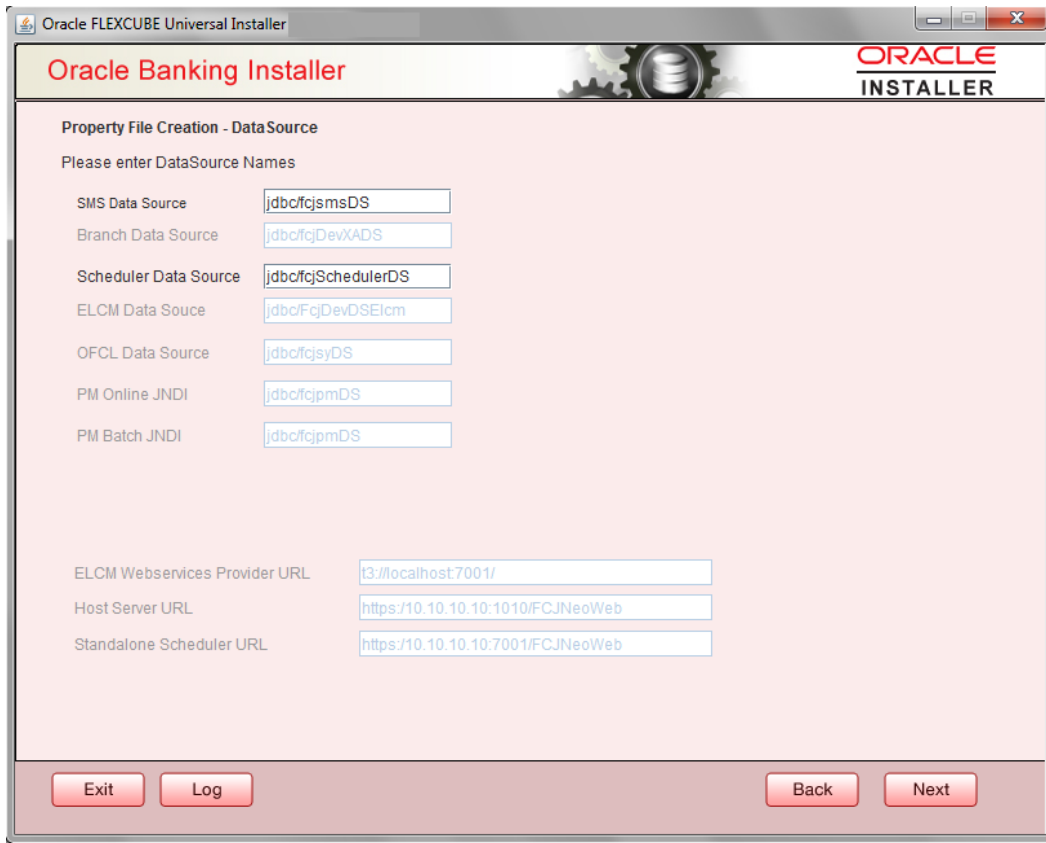 Oracle FLEXCUBE Universal Installer
Oracle Banking Installer
ORACLE
INSTALLER
Property File Creation - DataSource
Please enter DataSource Names
SMS Data Source jdbc/fcjsmsDS
Branch Data Source jdbc/fcjDevXADS
Scheduler Data Source jdbc/fcjSchedulerDS
ELCM Data Souce jdbc/FcjDevDSElcm
OFCL Data Source jdbc/fcjsyDS
PM Online JNDI jdbc/fcjpmDS
PM Batch JNDI jdbc/fcjpmDS
ELCM Webservices Provider URL t3://localhost:7001/
Host Server URL https:/10.10.10.10:1010/FCJNeoWeb
Standalone Scheduler URL https:/10.10.10.10:7001/FCJNeoWeb
Exit Log Back Next